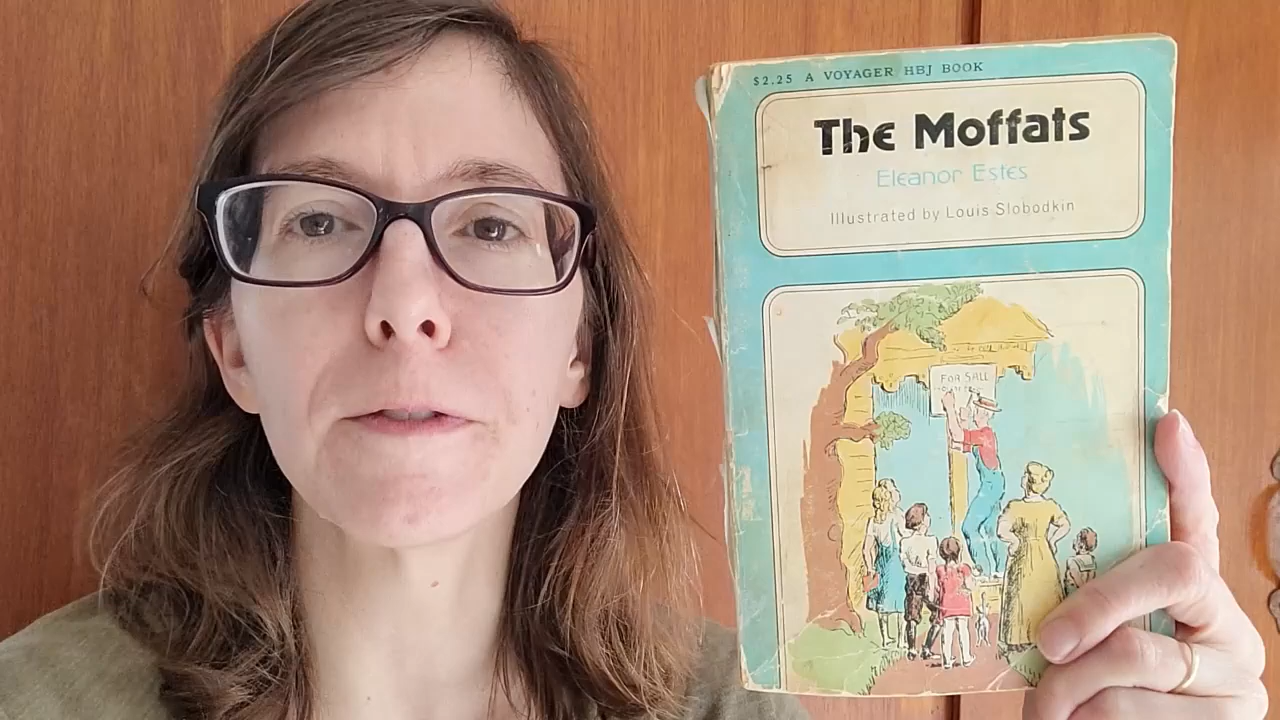 $2.25 A VOYAGER HBJ BOOK
The Moffats
Eleanor Estes
Illustrated by Louis Slobodkin
FOR SALE